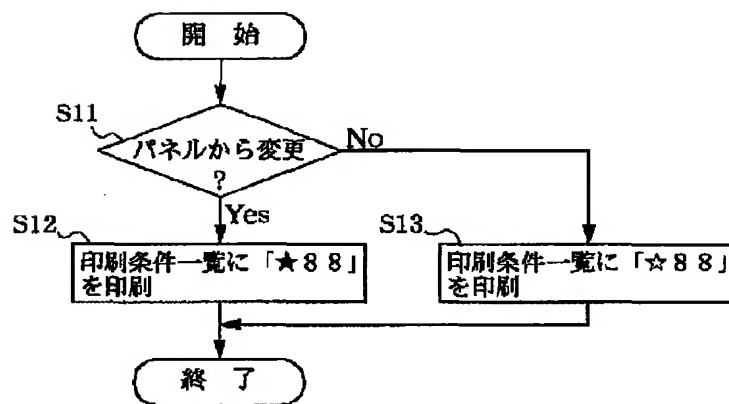 開 始
S11
パネルから変更
?
No
Yes
S12
印刷条件一覧に「★88」
を印刷
S13
印刷条件一覧に「☆88」
を印刷
終 了